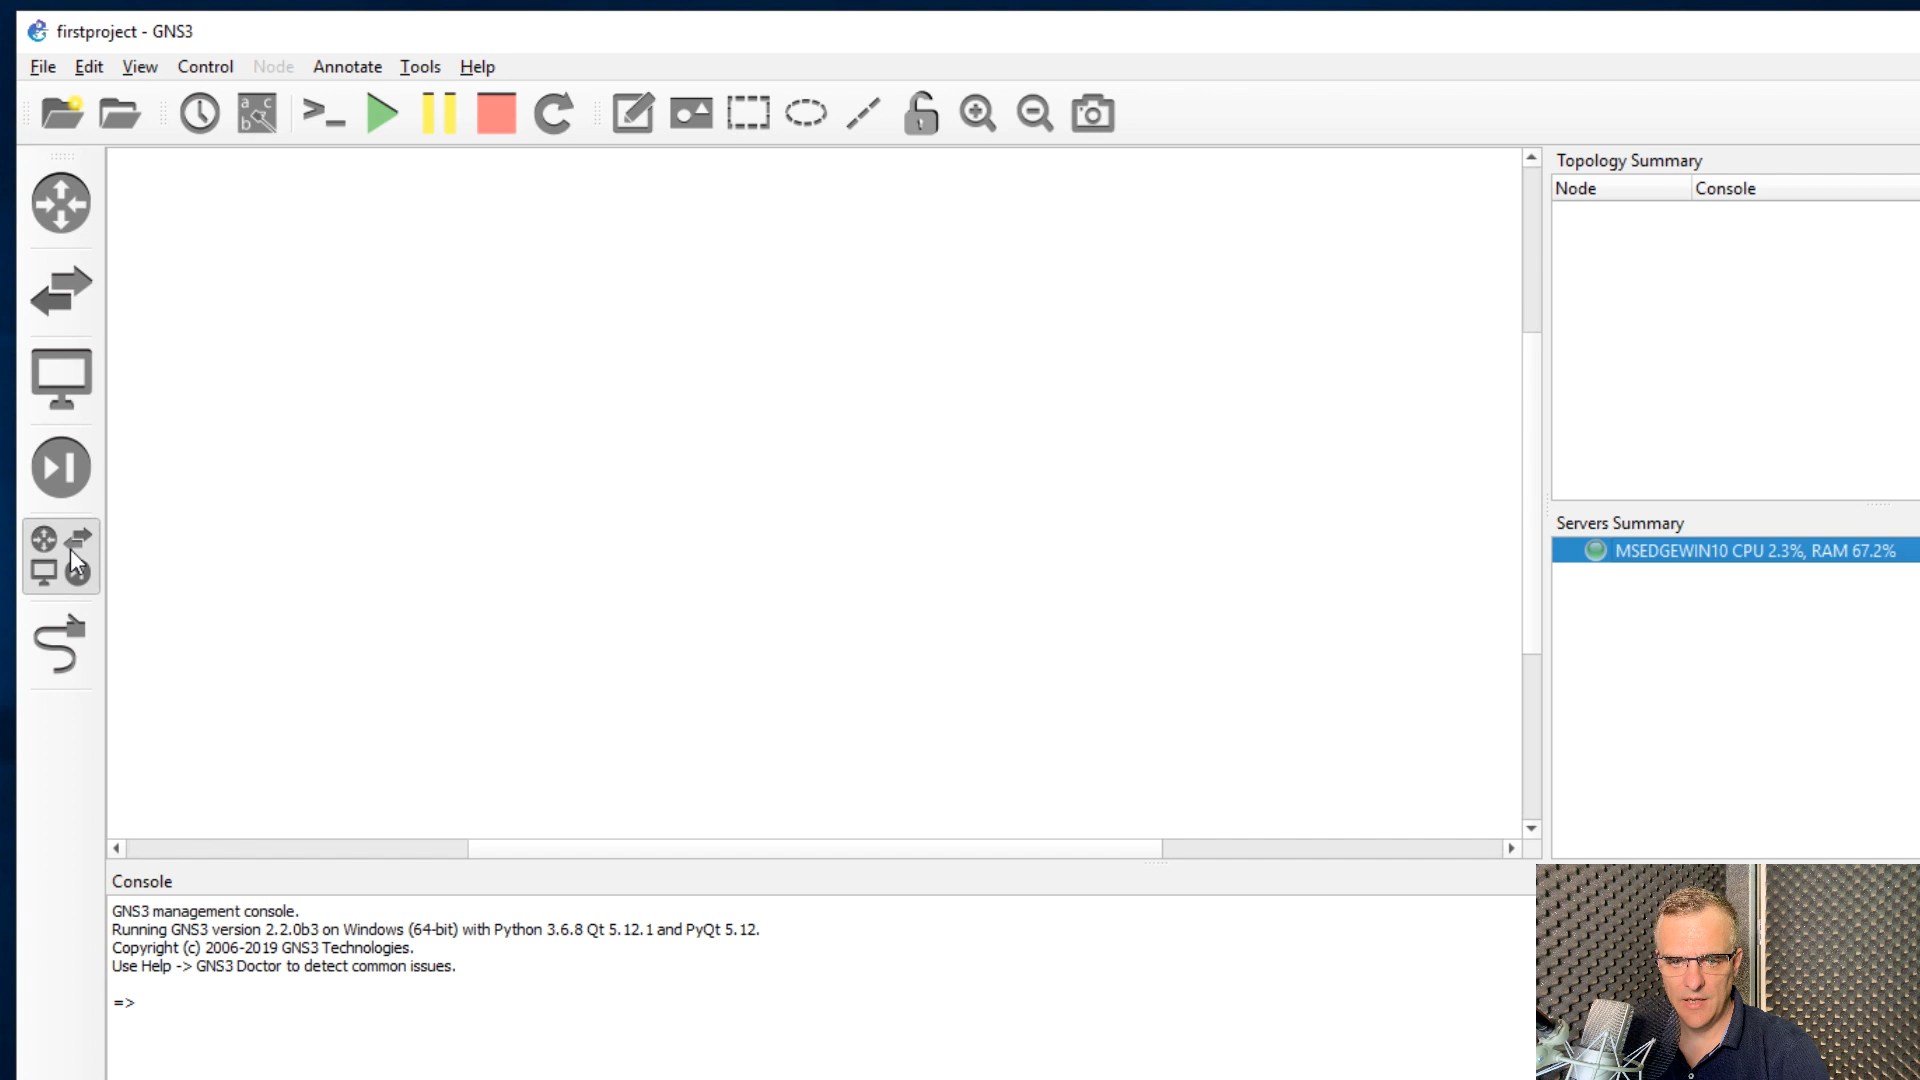 firstproject - GNS3
File Edit View Control Node Annotate Tools Help
a c
b
Topology Summary
Node Console
Servers Summary
MSEDGEWIN10 CPU 2.3%, RAM 67.2%
Console
GNS3 management console.
Running GNS3 version 2.2.0b3 on Windows (64-bit) with Python 3.6.8 Qt 5.12.1 and PyQt 5.12.
Copyright (c) 2006-2019 GNS3 Technologies.
Use Help -> GNS3 Doctor to detect common issues.
=>